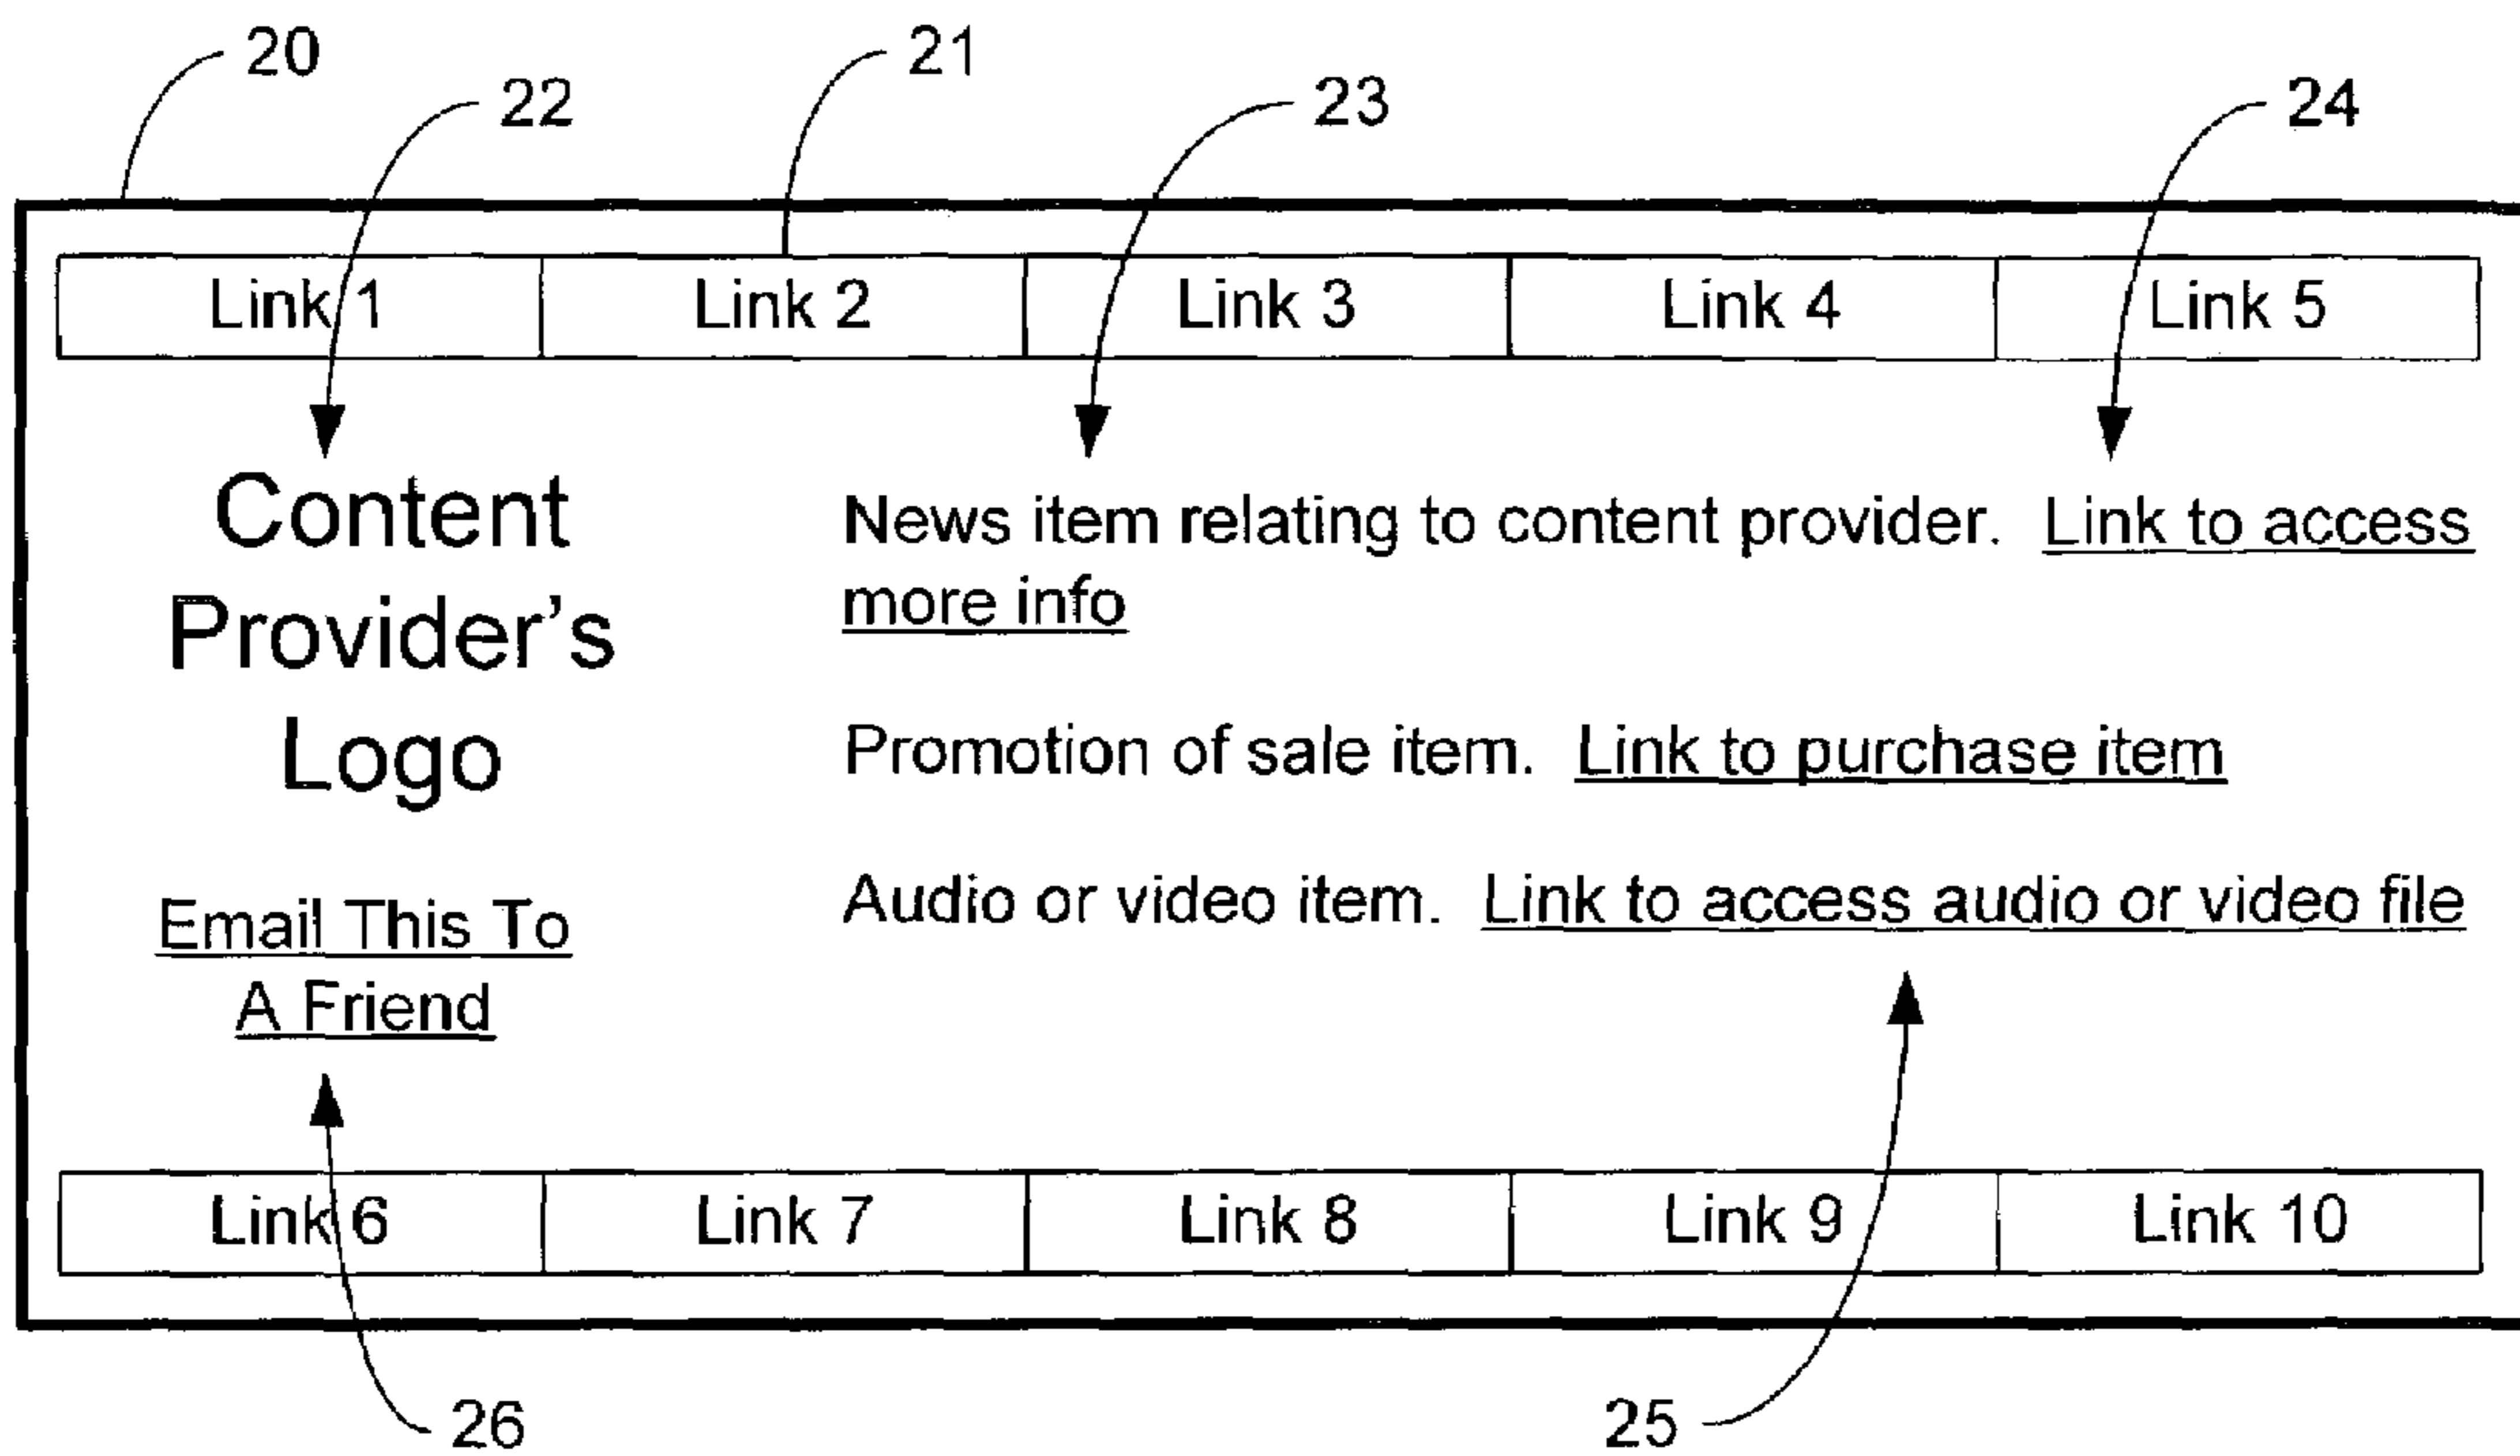 20
21
22
23
24
Link 1
Link 2
Link 3
Link 4
Link 5
Content
Provider's
Logo
Email This To
A Friend
News item relating to content provider. Link to access
more info
Promotion of sale item. Link to purchase item
Audio or video item. Link to access audio or video file
Link 6
Link 7
Link 8
Link 9
Link 10
26
25